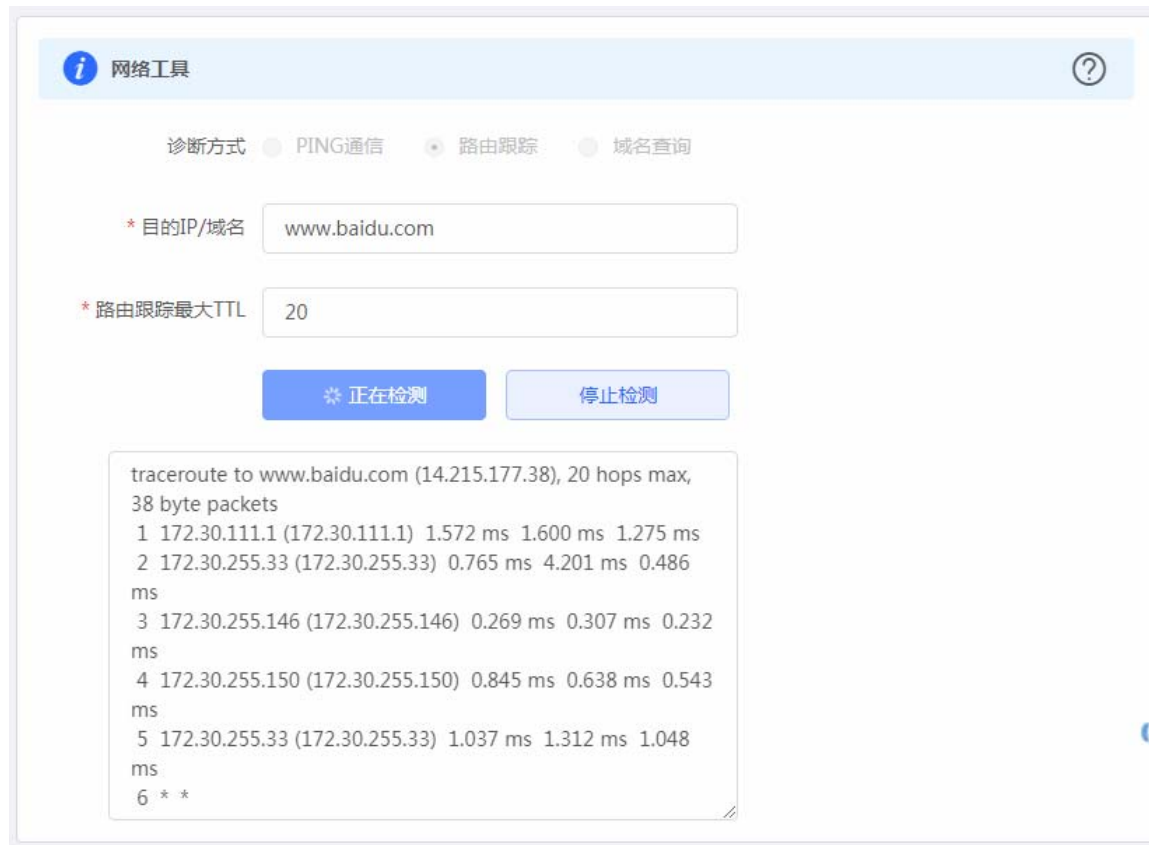 网络工具
诊断方式 PING通信 路由跟踪 域名查询
* 目的IP/域名 www.baidu.com
* 路由跟踪最大TTL 20
正在检测 停止检测
traceroute to www.baidu.com (14.215.177.38), 20 hops max,
38 byte packets
1 172.30.111.1 (172.30.111.1) 1.572 ms 1.600 ms 1.275 ms
2 172.30.255.33 (172.30.255.33) 0.765 ms 4.201 ms 0.486
ms
3 172.30.255.146 (172.30.255.146) 0.269 ms 0.307 ms 0.232
ms
4 172.30.255.150 (172.30.255.150) 0.845 ms 0.638 ms 0.543
ms
5 172.30.255.33 (172.30.255.33) 1.037 ms 1.312 ms 1.048
ms
6 * *